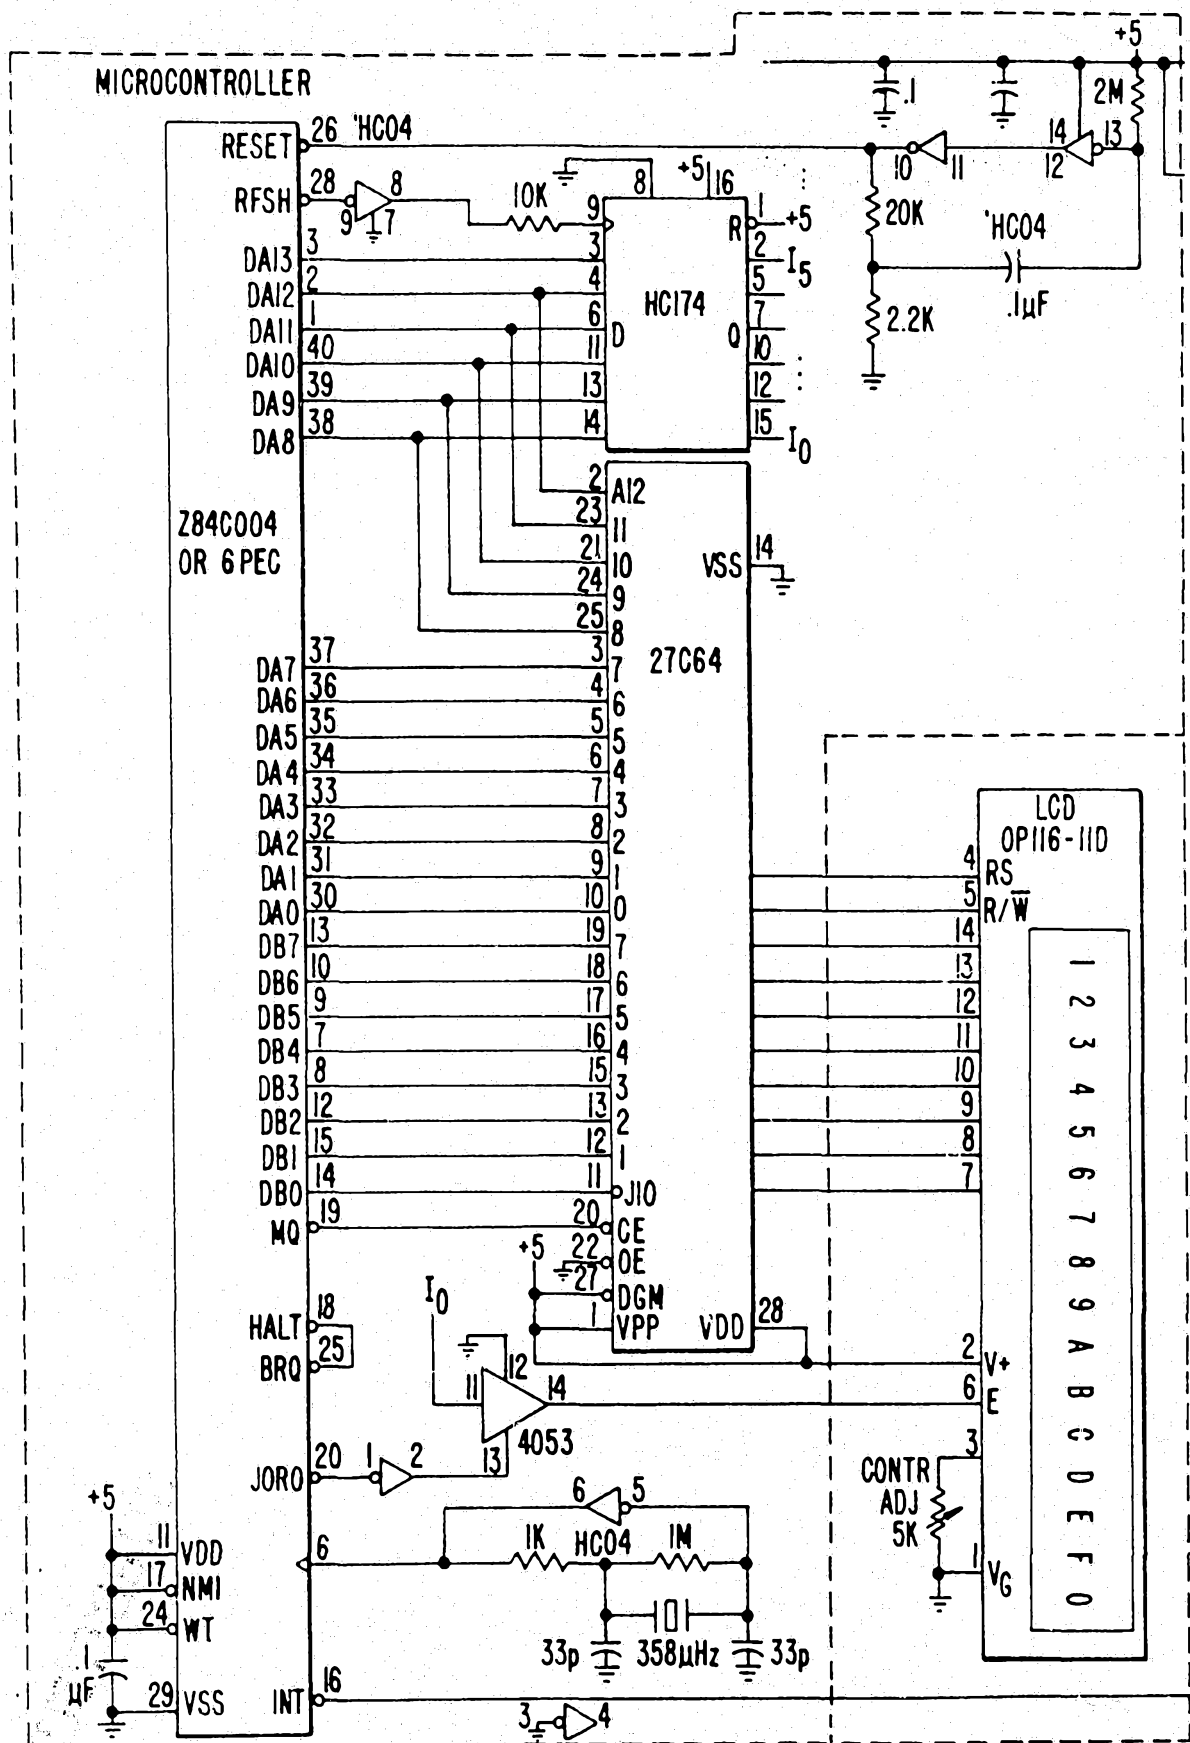 +5
MICROCONTROLLER
.1
2M
RESET
26
'HC04
14
13
10
11
12
RFSH
28
8
9
7
10K
8
+5
16
9
R
1
+5
20K
'HC04
DA13
3
3
2
I5
DA12
2
4
5
.1µF
DA11
1
6
D
HC174
Q
7
2.2K
DA10
40
11
10
DA9
39
13
12
DA8
38
14
15
I0
2
A12
23
11
Z84C004
OR 6PEC
21
10
VSS
14
24
9
25
8
27C64
DA7
37
3
7
DA6
36
4
6
DA5
35
5
5
DA4
34
6
4
DA3
33
7
3
LCD
OP116-11D
DA2
32
8
2
DA1
31
9
1
4
RS
DA0
30
10
0
5
R/W̅
DB7
13
19
7
14
DB6
10
18
6
13
1
DB5
9
17
5
12
2
DB4
7
16
4
11
3
DB3
8
15
3
10
4
DB2
12
13
2
9
5
DB1
15
12
1
8
6
DB0
14
11
JIO
7
7
MQ
19
20
CE
8
+5
22
OE
27
DGM
9
I0
1
VPP
VDD
28
A
HALT
18
BRQ
25
12
2
V+
B
11
14
6
E
4053
13
3
C
JORO
20
1
2
CONTR
ADJ
5K
D
+5
6
5
E
11
VDD
6
1K
HC04
1M
1
VG
F
17
NMI
0
24
WT
33p
358µHz
33p
1
µF
29
VSS
INT
16
3
4